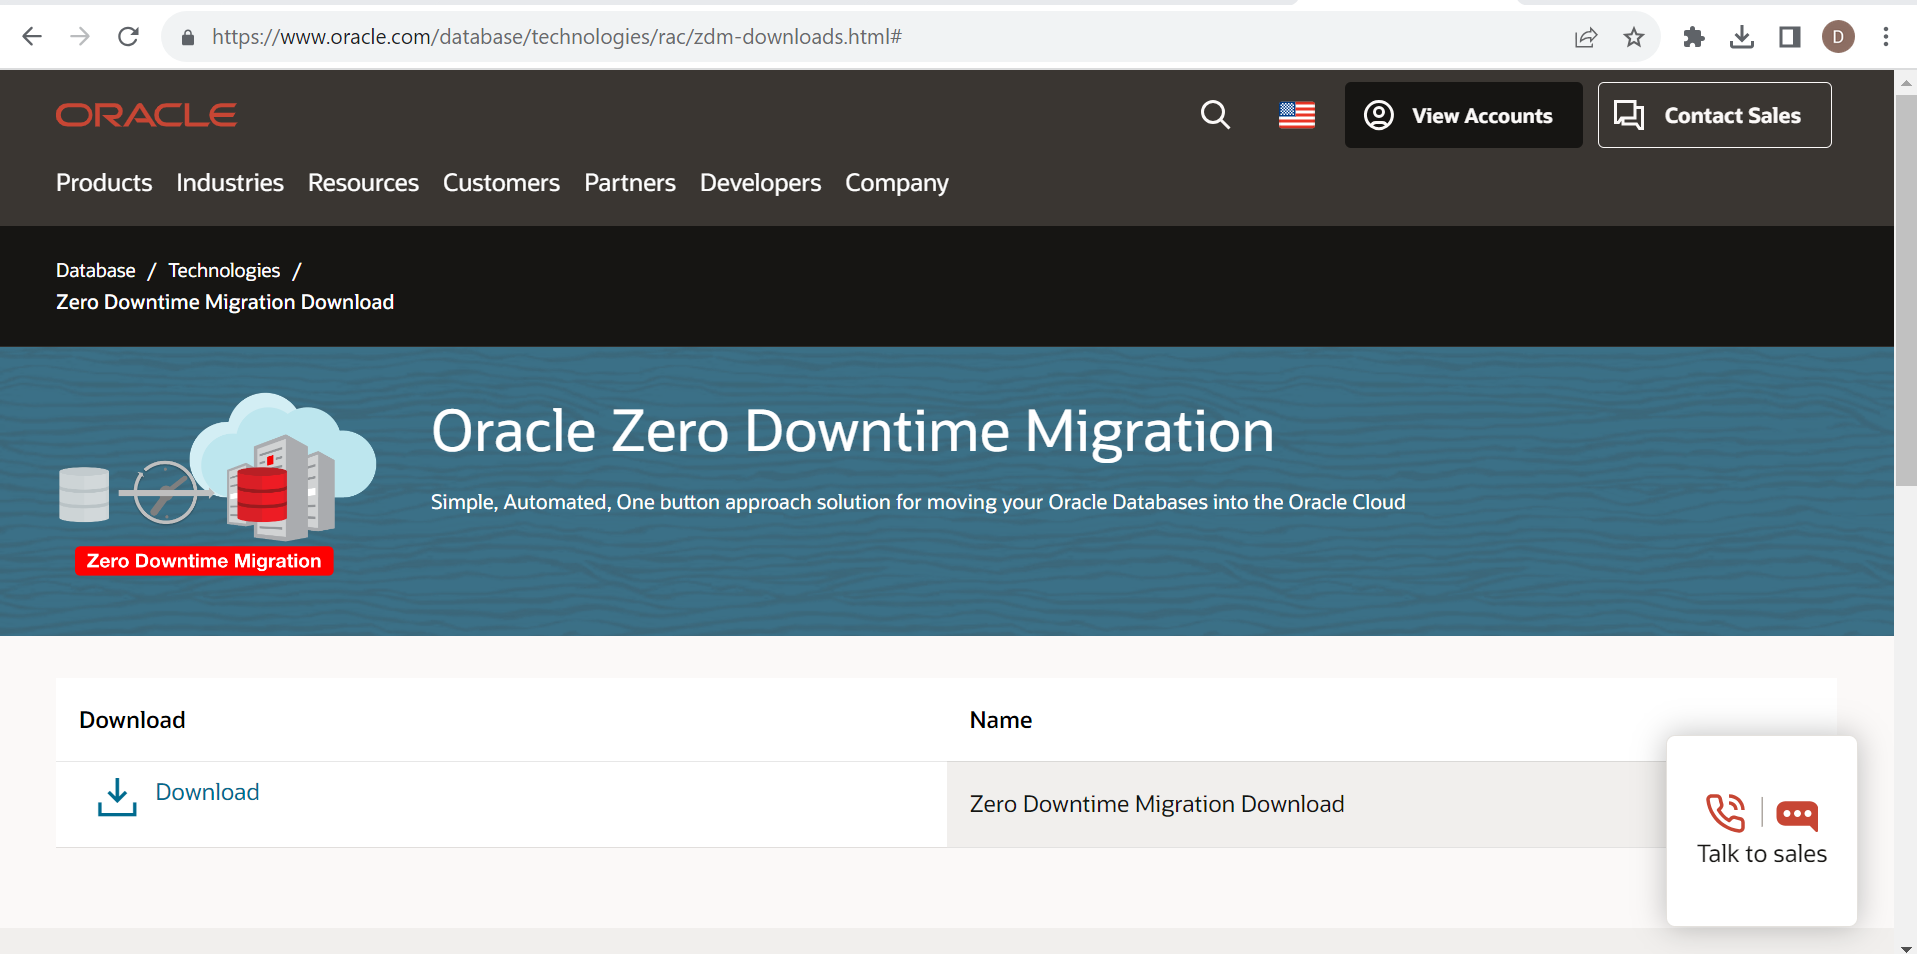 https://www.oracle.com/database/technologies/rac/zdm-downloads.html#
D
ORACLE
View Accounts
Contact Sales
Products Industries Resources Customers Partners Developers Company
Database / Technologies /
Zero Downtime Migration Download
Oracle Zero Downtime Migration
Simple, Automated, One button approach solution for moving your Oracle Databases into the Oracle Cloud
Zero Downtime Migration
Download Name
Download Zero Downtime Migration Download
Talk to sales